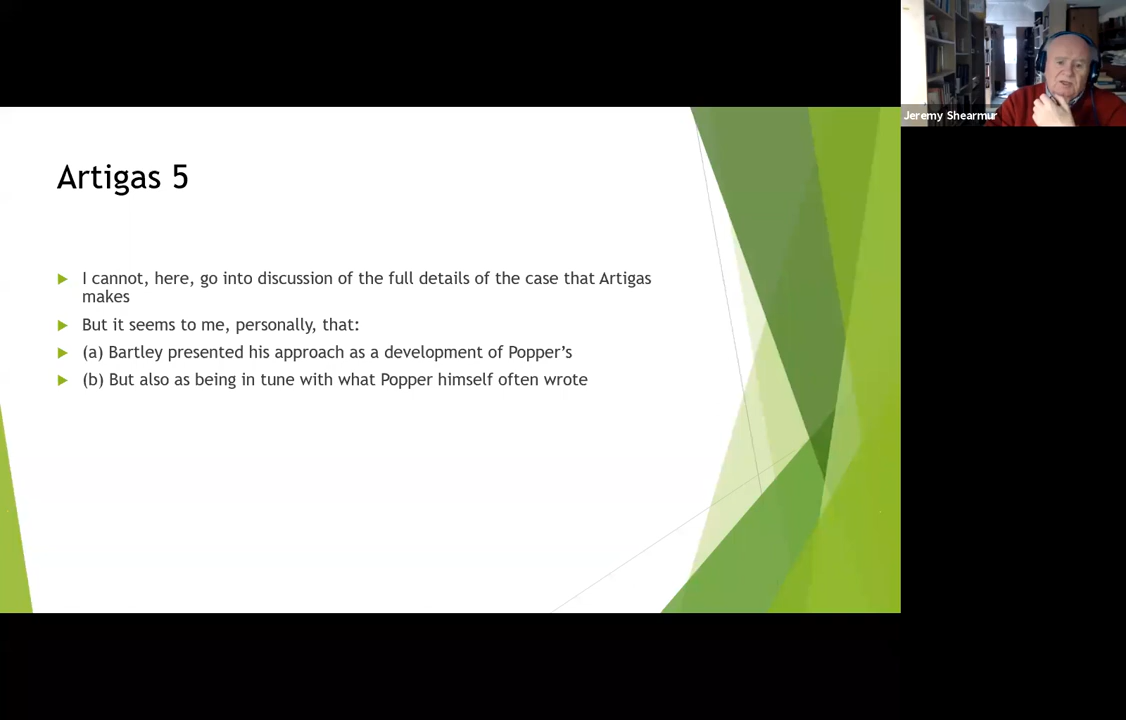 Jeremy Shearmur
Artigas 5
I cannot, here, go into discussion of the full details of the case that Artigas
makes
But it seems to me, personally, that:
(a) Bartley presented his approach as a development of Popper’s
(b) But also as being in tune with what Popper himself often wrote